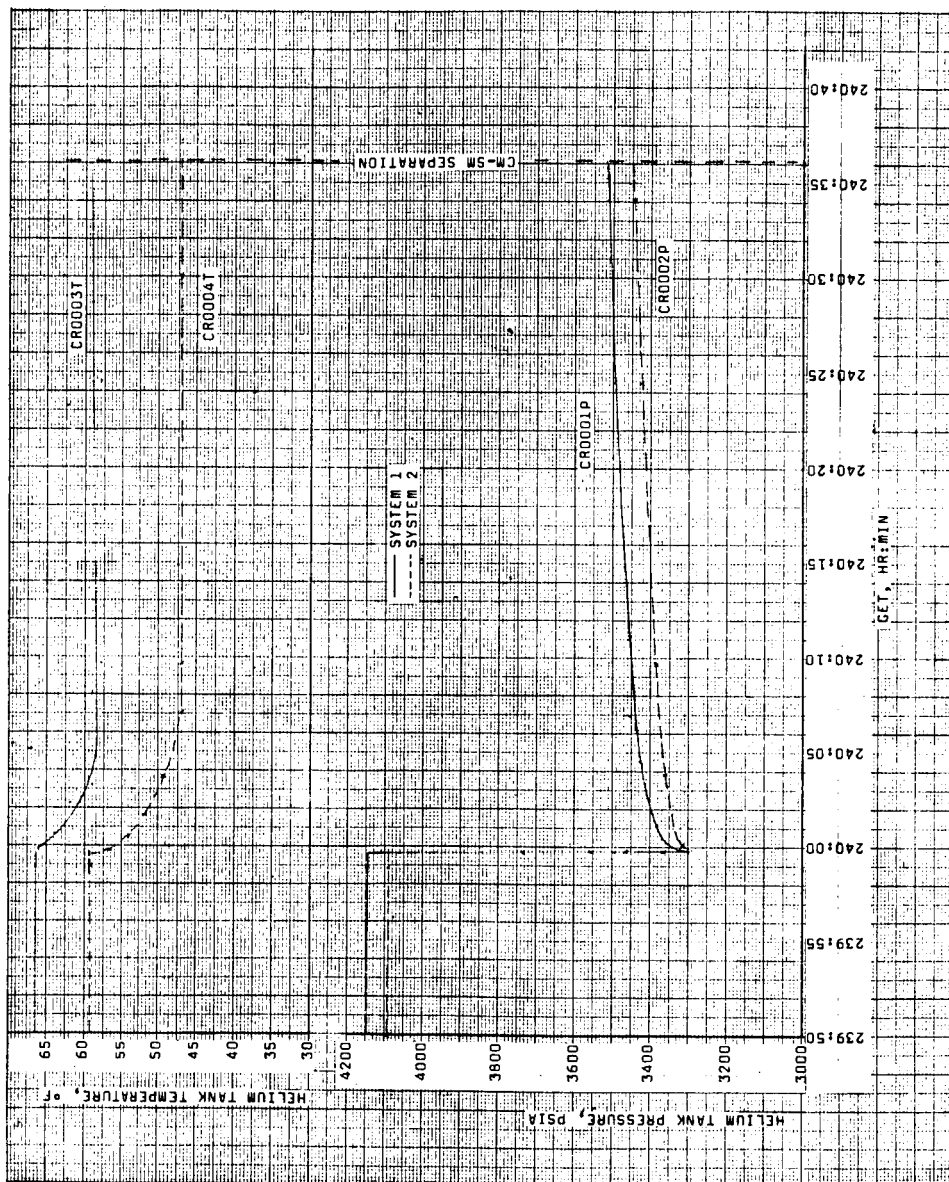 HELIUM TANK TEMPERATURE, °F
65
60
55
50
45
40
35
30
CR0003T
CR0004T
HELIUM TANK PRESSURE, PSIA
4200
4000
3800
3600
3400
3200
3000
SYSTEM 1
SYSTEM 2
CR0001P
CR0002P
CM-SM SEPARATION
239:50
239:55
240:00
240:05
240:10
240:15
240:20
240:25
240:30
240:35
240:40
GET, HR:MIN